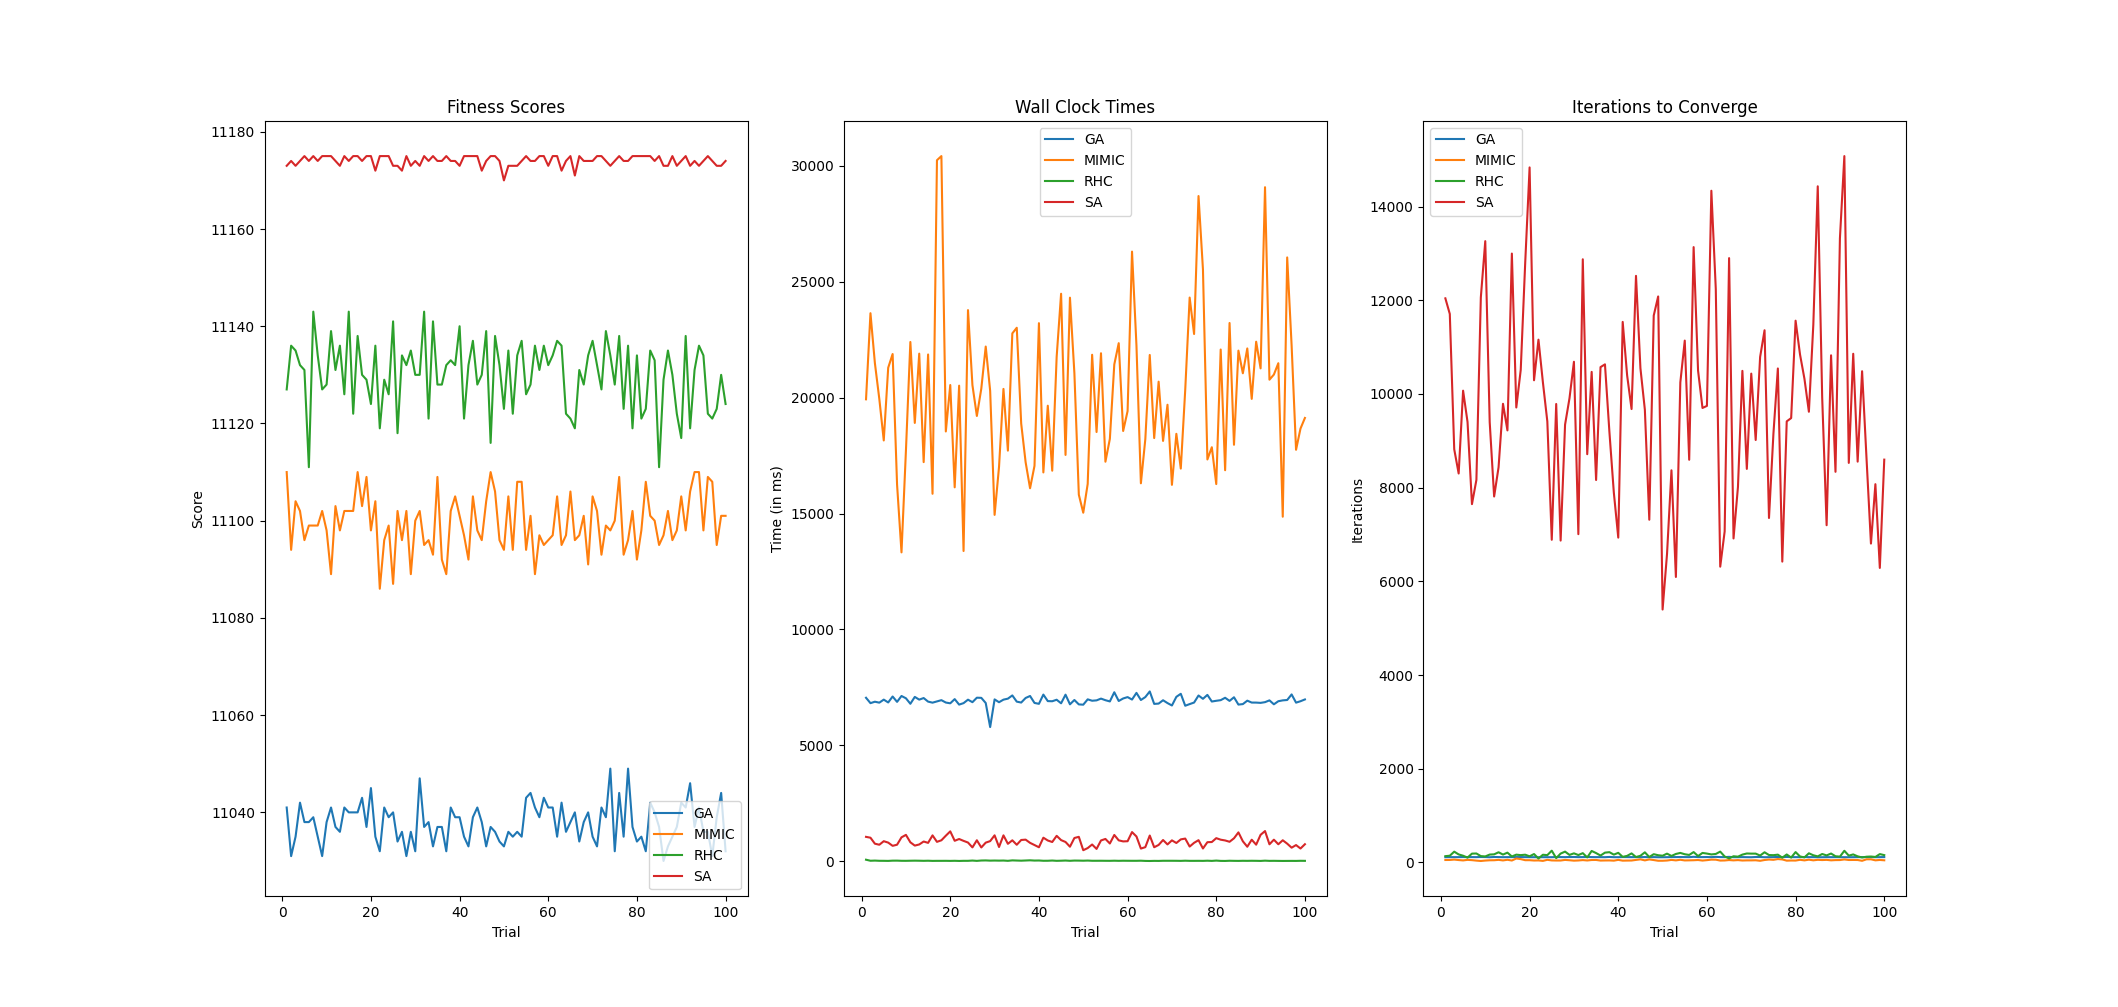 Fitness Scores
11180
11160
11140
11120
11100
11080
11060
11040
Score
0 20 40 60 80 100
Trial
GA
MIMIC
RHC
SA
Wall Clock Times
30000
25000
20000
15000
10000
5000
0
Time (in ms)
0 20 40 60 80 100
Trial
GA
MIMIC
RHC
SA
Iterations to Converge
14000
12000
10000
8000
6000
4000
2000
0
Iterations
0 20 40 60 80 100
Trial
GA
MIMIC
RHC
SA